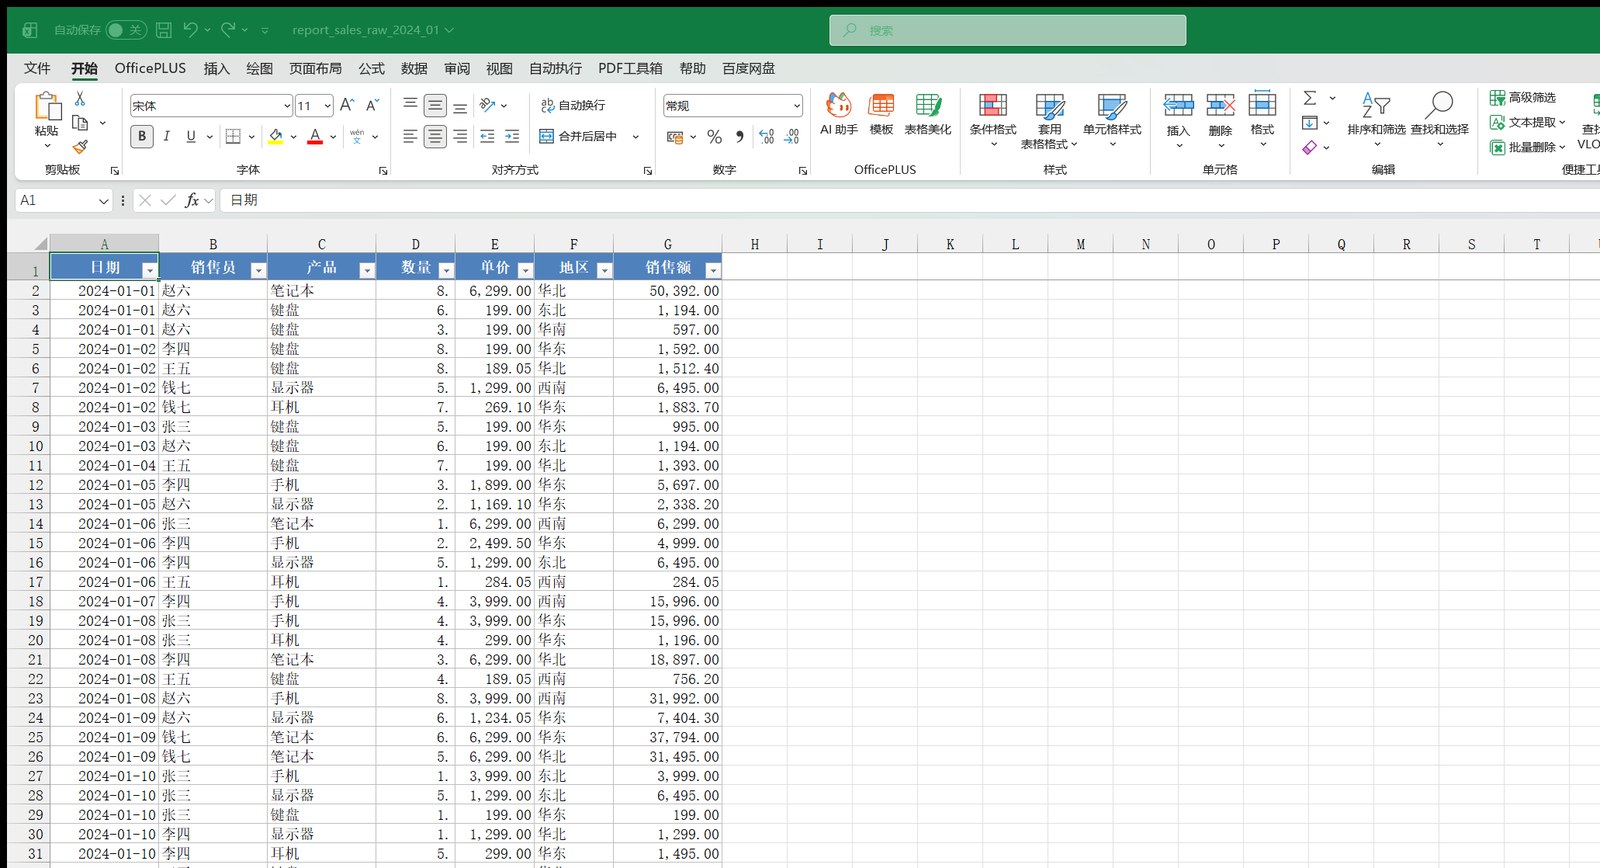 自动保存 关 report_sales_raw_2024_01 搜索
文件 开始 OfficePLUS 插入 绘图 页面布局 公式 数据 审阅 视图 自动执行 PDF工具箱 帮助 百度网盘
粘贴 宋体 11 A^ A˅ ab 自动换行 常规 AI 助手 模板 表格美化 条件格式 套用 表格格式 单元格样式 插入 删除 格式 排序和筛选 查找和选择 高级筛选
B I U A wén 文 合并后居中 % 文本提取
批量删除
剪贴板 字体 对齐方式 数字 OfficePLUS 样式 单元格 编辑
A1 fx 日期
A B C D E F G H I J K L M N O P Q R S T
1 日期 销售员 产品 数量 单价 地区 销售额
2 2024-01-01 赵六 笔记本 8. 6,299.00 华北 50,392.00
3 2024-01-01 赵六 键盘 6. 199.00 东北 1,194.00
4 2024-01-01 赵六 键盘 3. 199.00 华南 597.00
5 2024-01-02 李四 键盘 8. 199.00 华东 1,592.00
6 2024-01-02 王五 键盘 8. 189.05 华北 1,512.40
7 2024-01-02 钱七 显示器 5. 1,299.00 西南 6,495.00
8 2024-01-02 钱七 耳机 7. 269.10 华东 1,883.70
9 2024-01-03 张三 键盘 5. 199.00 华东 995.00
10 2024-01-03 赵六 键盘 6. 199.00 东北 1,194.00
11 2024-01-04 王五 键盘 7. 199.00 华北 1,393.00
12 2024-01-05 李四 手机 3. 1,899.00 华东 5,697.00
13 2024-01-05 赵六 显示器 2. 1,169.10 华东 2,338.20
14 2024-01-06 张三 笔记本 1. 6,299.00 西南 6,299.00
15 2024-01-06 李四 手机 2. 2,499.50 华东 4,999.00
16 2024-01-06 李四 显示器 5. 1,299.00 东北 6,495.00
17 2024-01-06 王五 耳机 1. 284.05 西南 284.05
18 2024-01-07 李四 手机 4. 3,999.00 西南 15,996.00
19 2024-01-08 张三 手机 4. 3,999.00 华东 15,996.00
20 2024-01-08 张三 耳机 4. 299.00 华东 1,196.00
21 2024-01-08 李四 笔记本 3. 6,299.00 华北 18,897.00
22 2024-01-08 王五 键盘 4. 189.05 西南 756.20
23 2024-01-08 赵六 手机 8. 3,999.00 西南 31,992.00
24 2024-01-09 赵六 显示器 6. 1,234.05 华东 7,404.30
25 2024-01-09 钱七 笔记本 6. 6,299.00 华东 37,794.00
26 2024-01-09 钱七 笔记本 5. 6,299.00 华北 31,495.00
27 2024-01-10 张三 手机 1. 3,999.00 东北 3,999.00
28 2024-01-10 张三 显示器 5. 1,299.00 东北 6,495.00
29 2024-01-10 张三 键盘 1. 199.00 华东 199.00
30 2024-01-10 李四 显示器 1. 1,299.00 华北 1,299.00
31 2024-01-10 李四 耳机 5. 299.00 华东 1,495.00